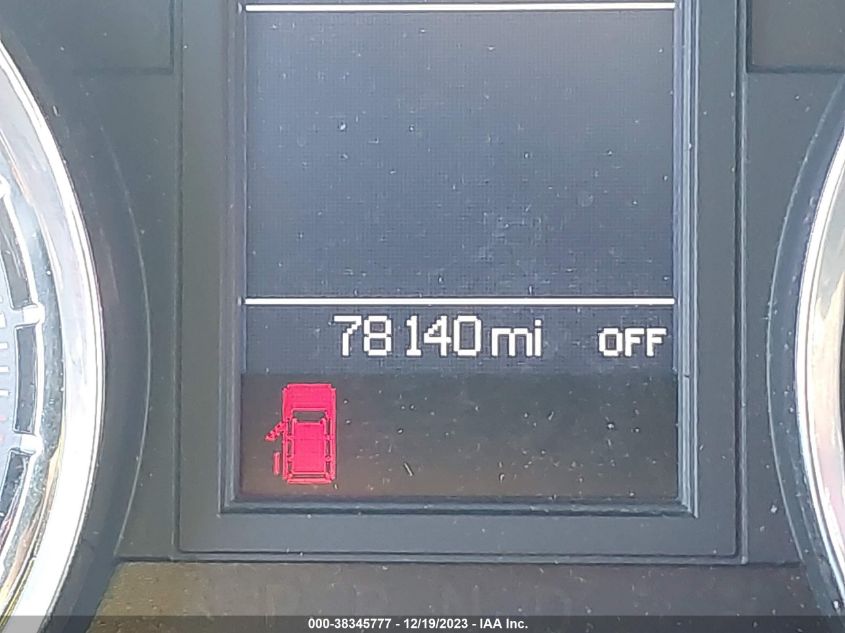 78140 mi OFF
000-38345777 - 12/19/2023 - IAA Inc.